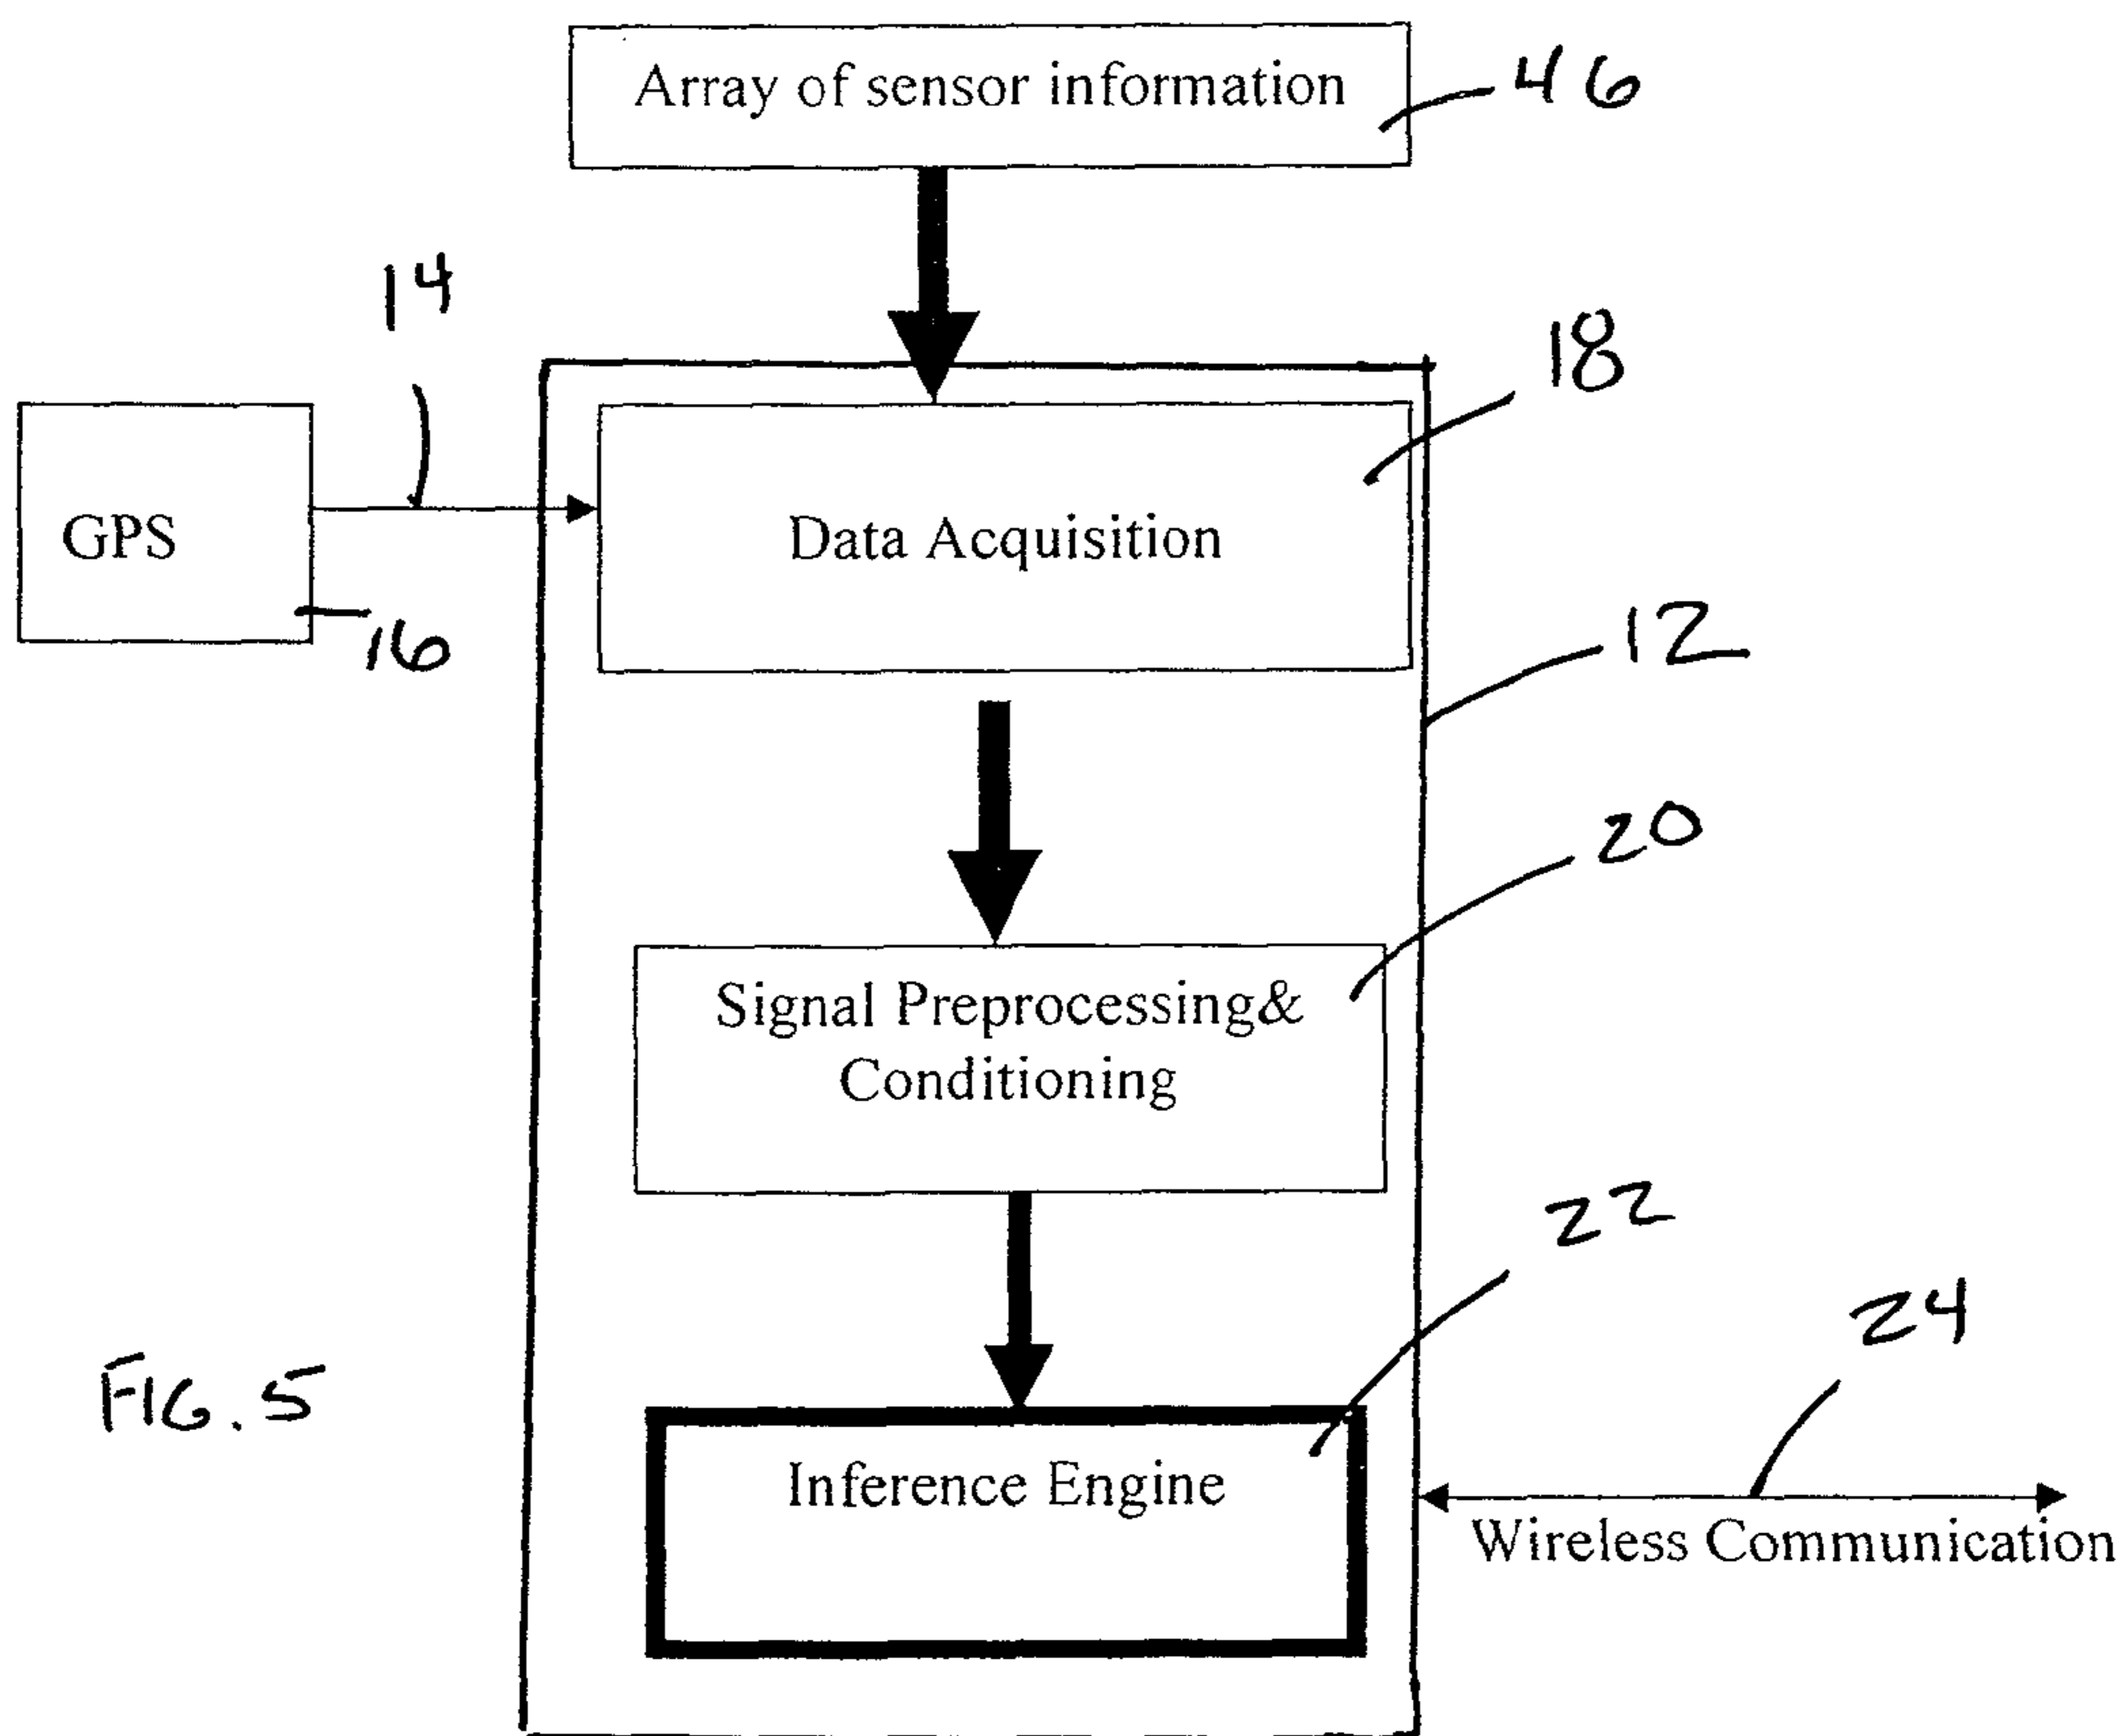 Array of sensor information
46
14
18
GPS
Data Acquisition
16
12
20
Signal Preprocessing&
Conditioning
22
24
FIG. 5
Inference Engine
Wireless Communication